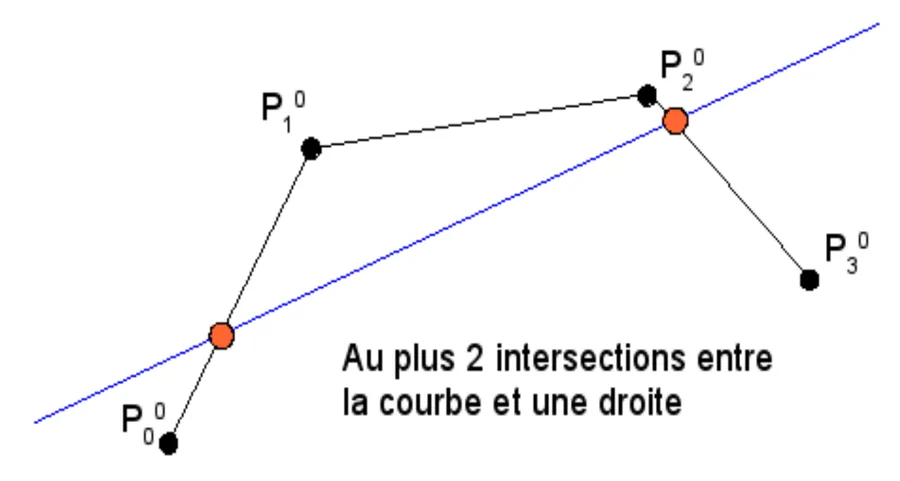 P₂⁰
P₁⁰
P₃⁰
Au plus 2 intersections entre
la courbe et une droite
P₀⁰